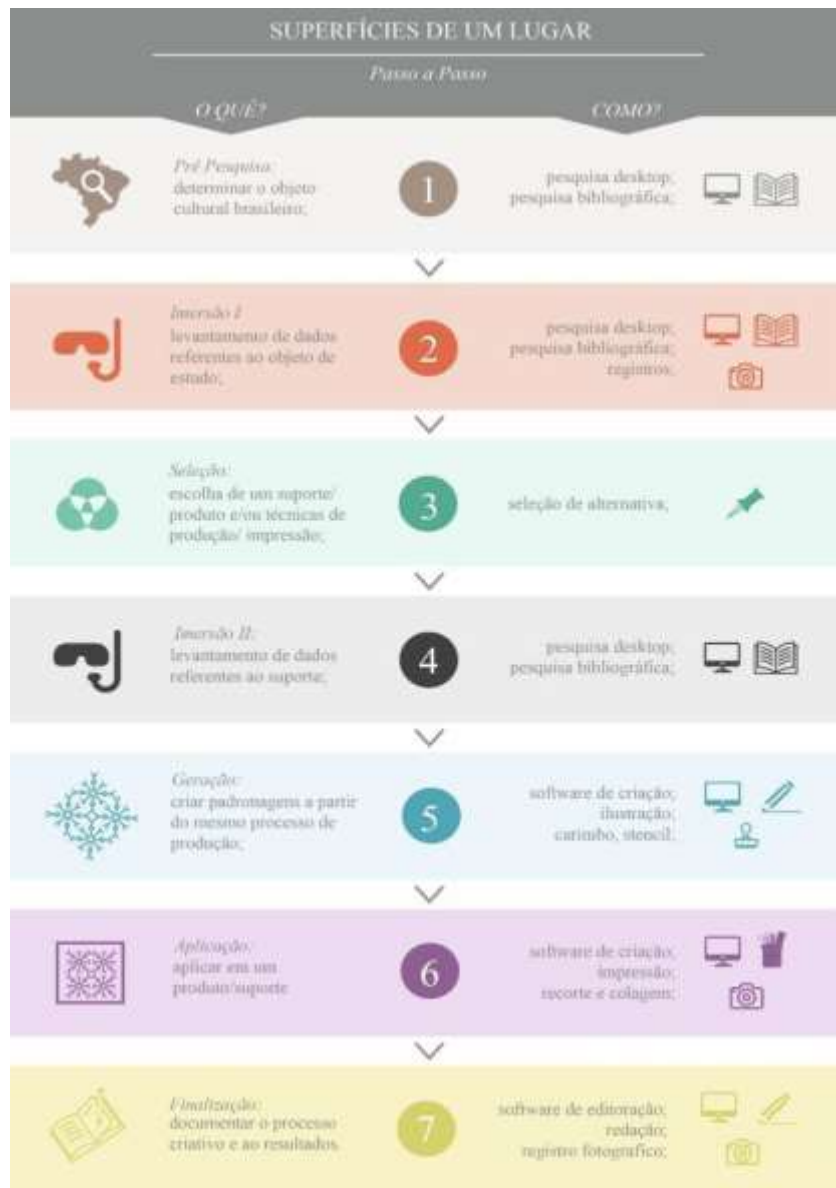 SUPERFÍCIES DE UM LUGAR
Passo a Passo
O QUÊ?
COMO?
Pré Pesquisa:
determinar o objeto
cultural brasileiro;
1
pesquisa desktop;
pesquisa bibliográfica;
Imersão I
levantamento de dados
referentes ao objeto de
estudo;
2
pesquisa desktop;
pesquisa bibliográfica;
registros;
Seleção:
escolha de um suporte/
produto e/ou técnicas de
produção/ impressão;
3
seleção de alternativa;
Imersão II:
levantamento de dados
referentes ao suporte;
4
pesquisa desktop;
pesquisa bibliográfica;
Geração:
criar padronagens a partir
do mesmo processo de
produção;
5
software de criação;
ilustração;
carimbo, stencil;
Aplicação:
aplicar em um
produto/suporte
6
software de criação;
impressão;
recorte e colagem;
Finalização:
documentar o processo
criativo e ao resultados.
7
software de editoração;
redação;
registro fotografico;